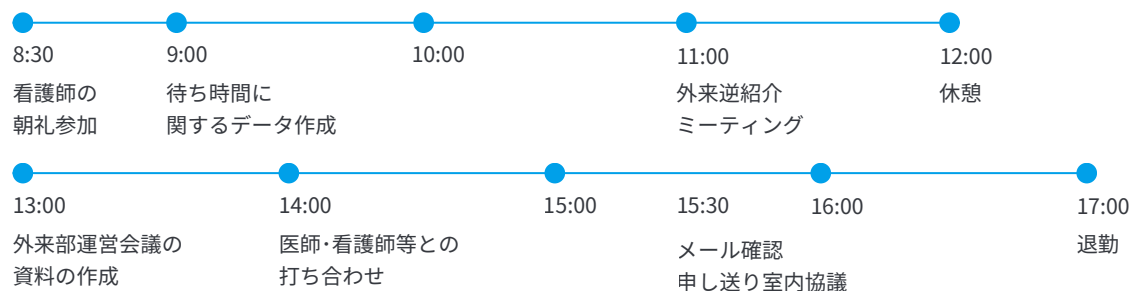 8:30
9:00
10:00
11:00
12:00
看護師の
朝礼参加
待ち時間に
関するデータ作成
外来逆紹介
ミーティング
休憩
13:00
14:00
15:00
15:30
16:00
17:00
外来部運営会議の
資料の作成
医師・看護師等との
打ち合わせ
メール確認
申し送り室内協議
退勤